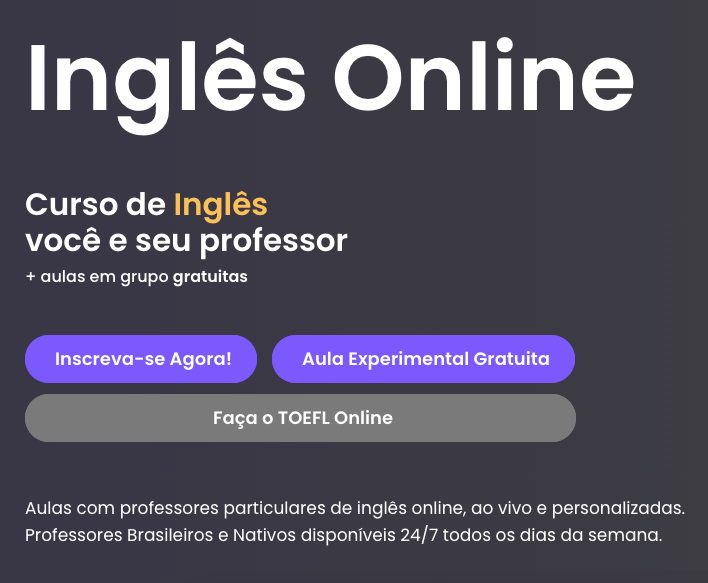 Inglês Online
Curso de Inglês
você e seu professor
+ aulas em grupo gratuitas
Inscreva-se Agora!
Aula Experimental Gratuita
Faça o TOEFL Online
Aulas com professores particulares de inglês online, ao vivo e personalizadas.
Professores Brasileiros e Nativos disponíveis 24/7 todos os dias da semana.